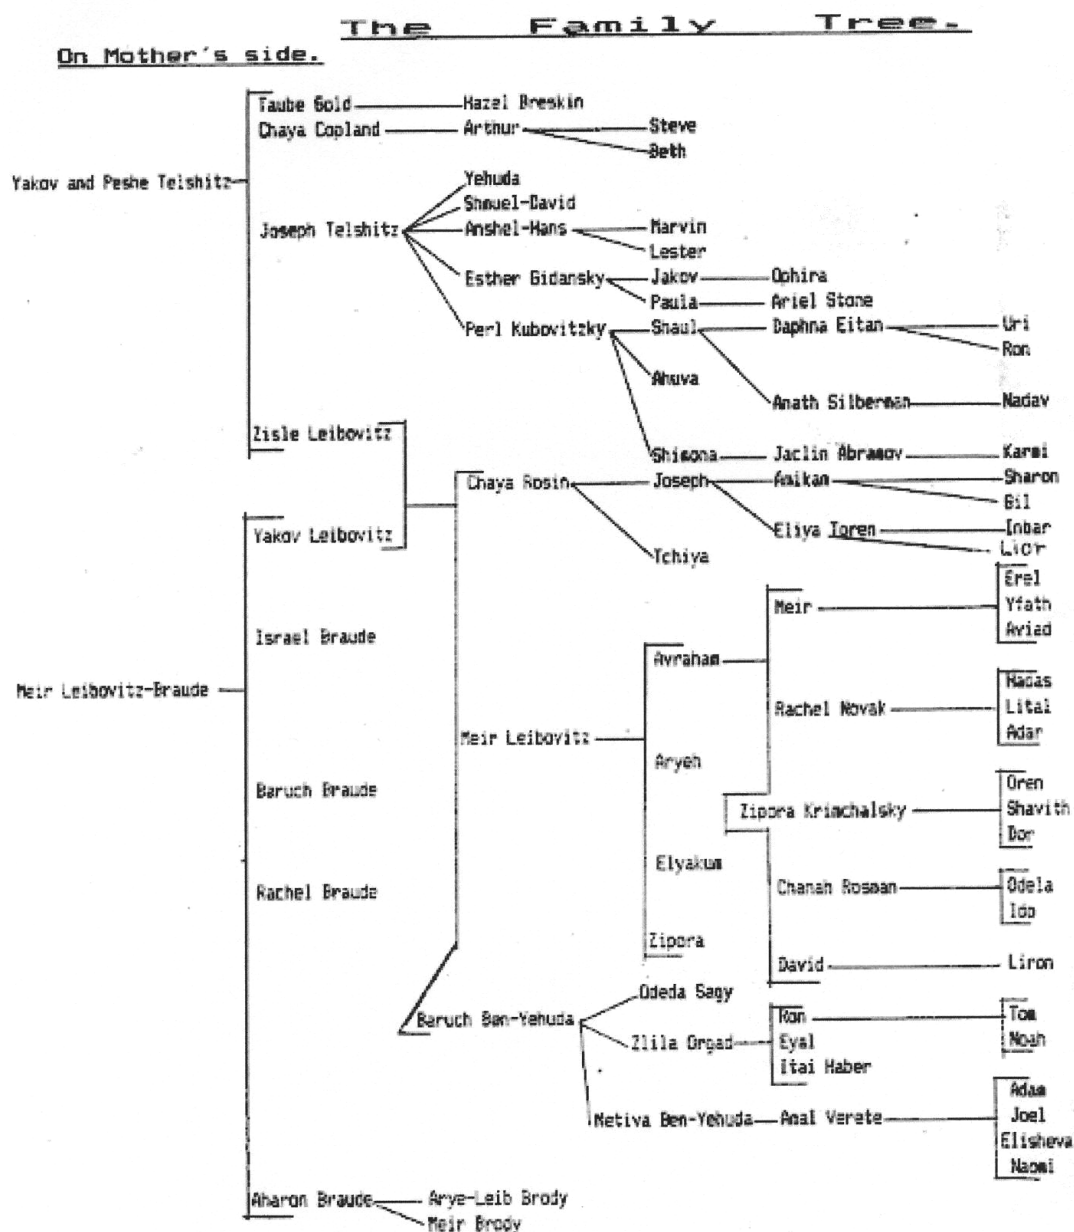 The Family Tree.
On Mother's side.
Taube Gold Hazel Breskin
Chaya Copland Arthur Steve
Beth
Yakov and Peshe Telshitz
Yehuda
Shmuel-David
Joseph Telshitz Anshel-Hans Marvin
Lester
Esther Gidansky Jakov Ophira
Paula Ariel Stone
Perl Kubovitzky Shaul Daphna Eitan Uri
Ron
Ahuva
Anath Silberman Nadav
Zisle Leibovitz
Shimona Jaclin Abramov Karmi
Chaya Rosin Joseph Amikam Sharon
Gil
Yakov Leibovitz Eliya Toren Inbar
Lior
Tchiya
Erel
Meir Yfath
Aviad
Israel Braude
Avraham
Hadas
Meir Leibovitz-Braude
Rachel Novak Lital
Adar
Meir Leibovitz
Aryeh
Oren
Baruch Braude
Zipora Krimchalsky Shavith
Dor
Elyakum
Rachel Braude Chanah Rosman Odela
Ido
Zipora
David Liron
Odeda Sagy
Baruch Ben-Yehuda Ron Tom
Zlila Orgad Eyal Noah
Itai Haber
Adam
Netiva Ben-Yehuda Amal Verete Joel
Elisheva
Naomi
Aharon Braude Arye-Leib Brody
Meir Brody